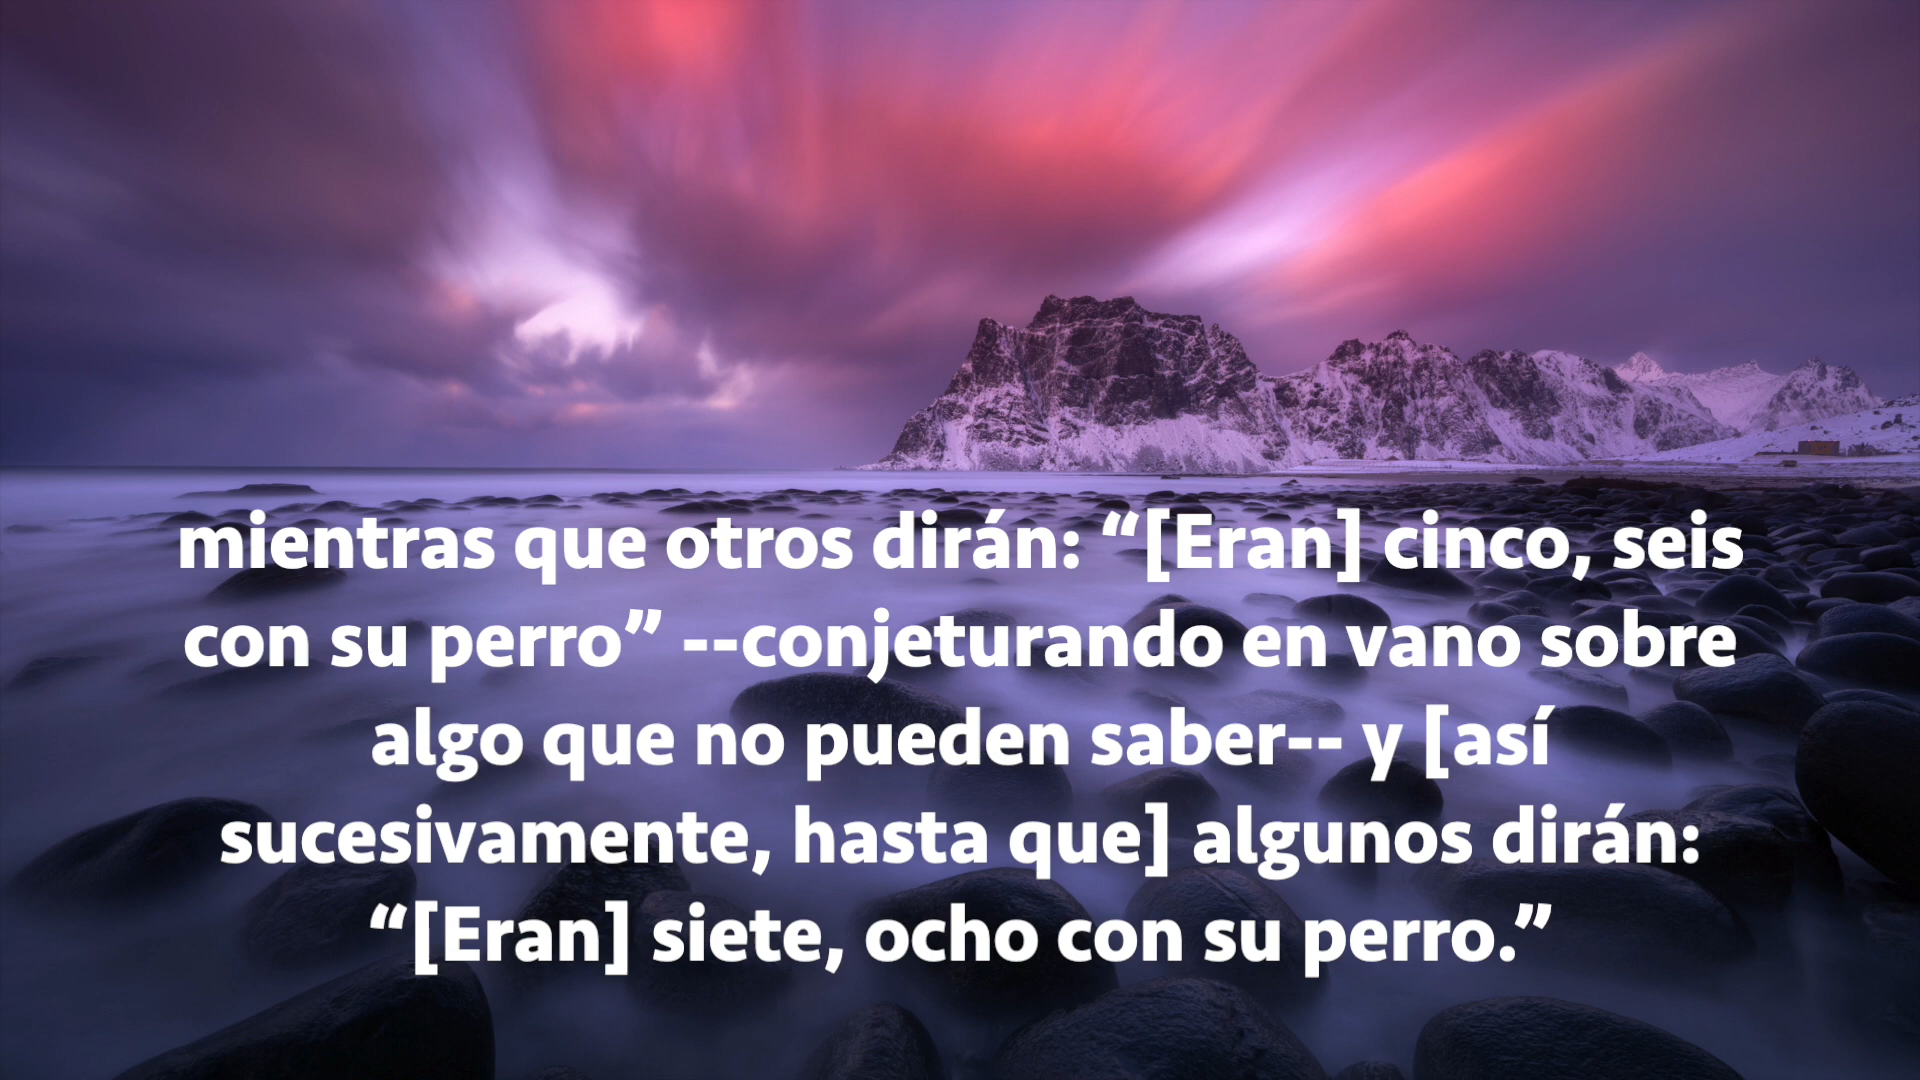 mientras que otros dirán: “[Eran] cinco, seis
con su perro” --conjeturando en vano sobre
algo que no pueden saber-- y [así
sucesivamente, hasta que] algunos dirán:
“[Eran] siete, ocho con su perro.”